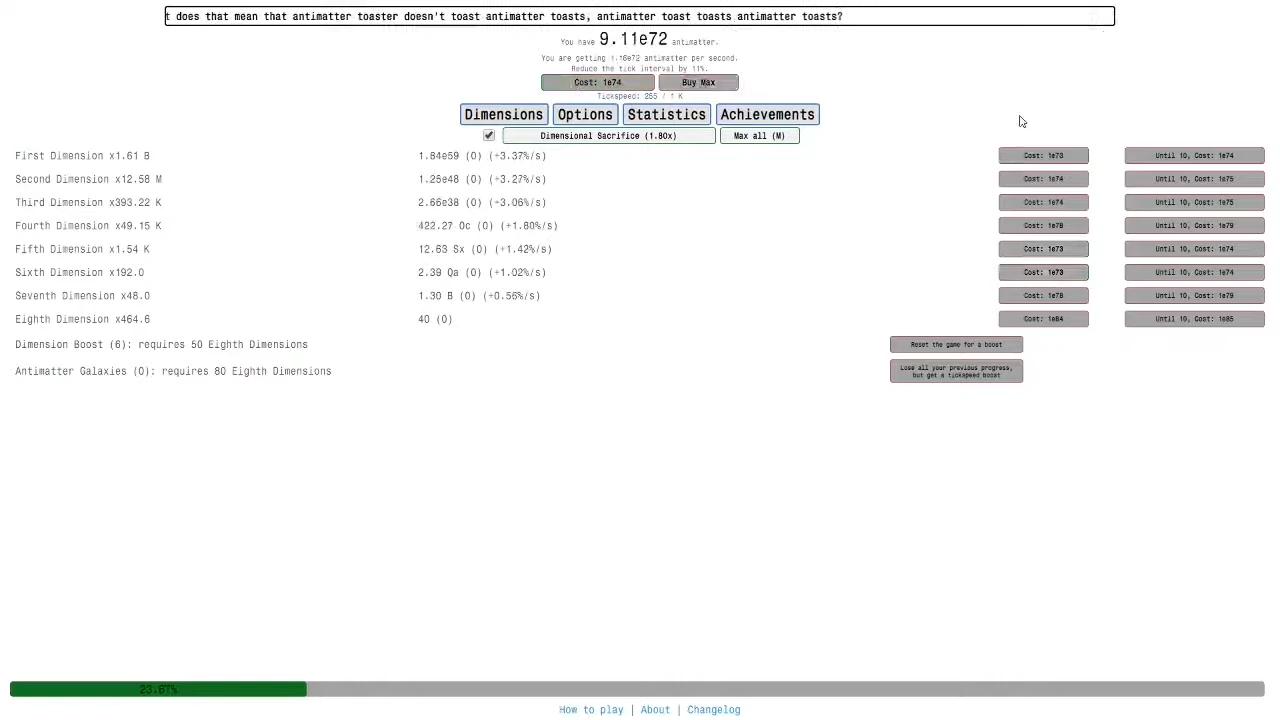 t does that mean that antimatter toaster doesn't toast antimatter toasts, antimatter toast toasts antimatter toasts?
You have 9.11e72 antimatter.
You are getting 1.16e72 antimatter per second.
Reduce the tick interval by 11%.
Cost: 1e74 Buy Max
Tickspeed: 255 / 1 K
Dimensions Options Statistics Achievements
Dimensional Sacrifice (1.80x) Max all (M)
First Dimension x1.61 B 1.84e59 (0) (+3.37%/s) Cost: 1e73 Until 10, Cost: 1e74
Second Dimension x12.58 M 1.25e48 (0) (+3.27%/s) Cost: 1e74 Until 10, Cost: 1e75
Third Dimension x393.22 K 2.66e38 (0) (+3.06%/s) Cost: 1e74 Until 10, Cost: 1e75
Fourth Dimension x49.15 K 422.27 Oc (0) (+1.80%/s) Cost: 1e78 Until 10, Cost: 1e79
Fifth Dimension x1.54 K 12.63 Sx (0) (+1.42%/s) Cost: 1e73 Until 10, Cost: 1e74
Sixth Dimension x192.0 2.39 Qa (0) (+1.02%/s) Cost: 1e73 Until 10, Cost: 1e74
Seventh Dimension x48.0 1.30 B (0) (+0.56%/s) Cost: 1e78 Until 10, Cost: 1e79
Eighth Dimension x464.6 40 (0) Cost: 1e84 Until 10, Cost: 1e85
Dimension Boost (6): requires 50 Eighth Dimensions Reset the game for a boost
Antimatter Galaxies (0): requires 80 Eighth Dimensions Lose all your previous progress,
but get a tickspeed boost
23.67%
How to play | About | Changelog